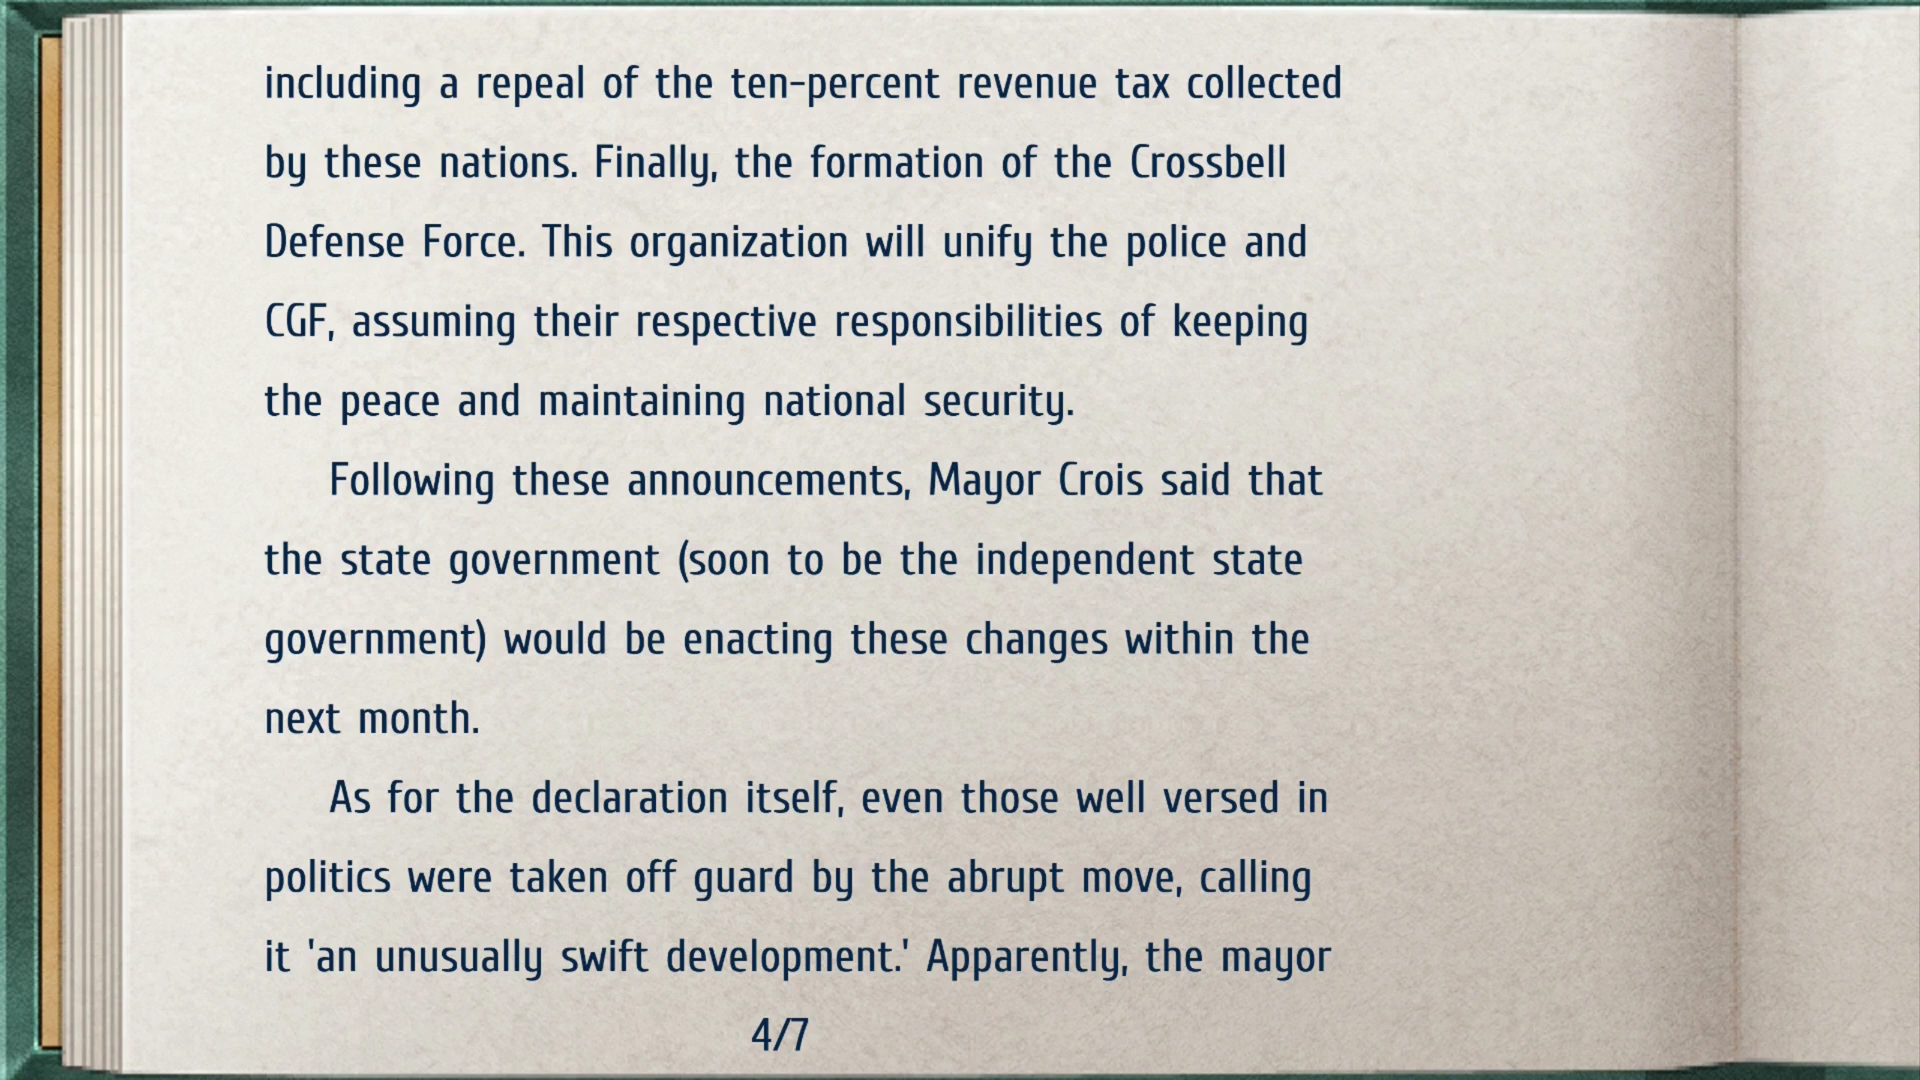 including a repeal of the ten-percent revenue tax collected
by these nations. Finally, the formation of the Crossbell
Defense Force. This organization will unify the police and
CGF, assuming their respective responsibilities of keeping
the peace and maintaining national security.
Following these announcements, Mayor Crois said that
the state government (soon to be the independent state
government) would be enacting these changes within the
next month.
As for the declaration itself, even those well versed in
politics were taken off guard by the abrupt move, calling
it 'an unusually swift development.' Apparently, the mayor
4/7